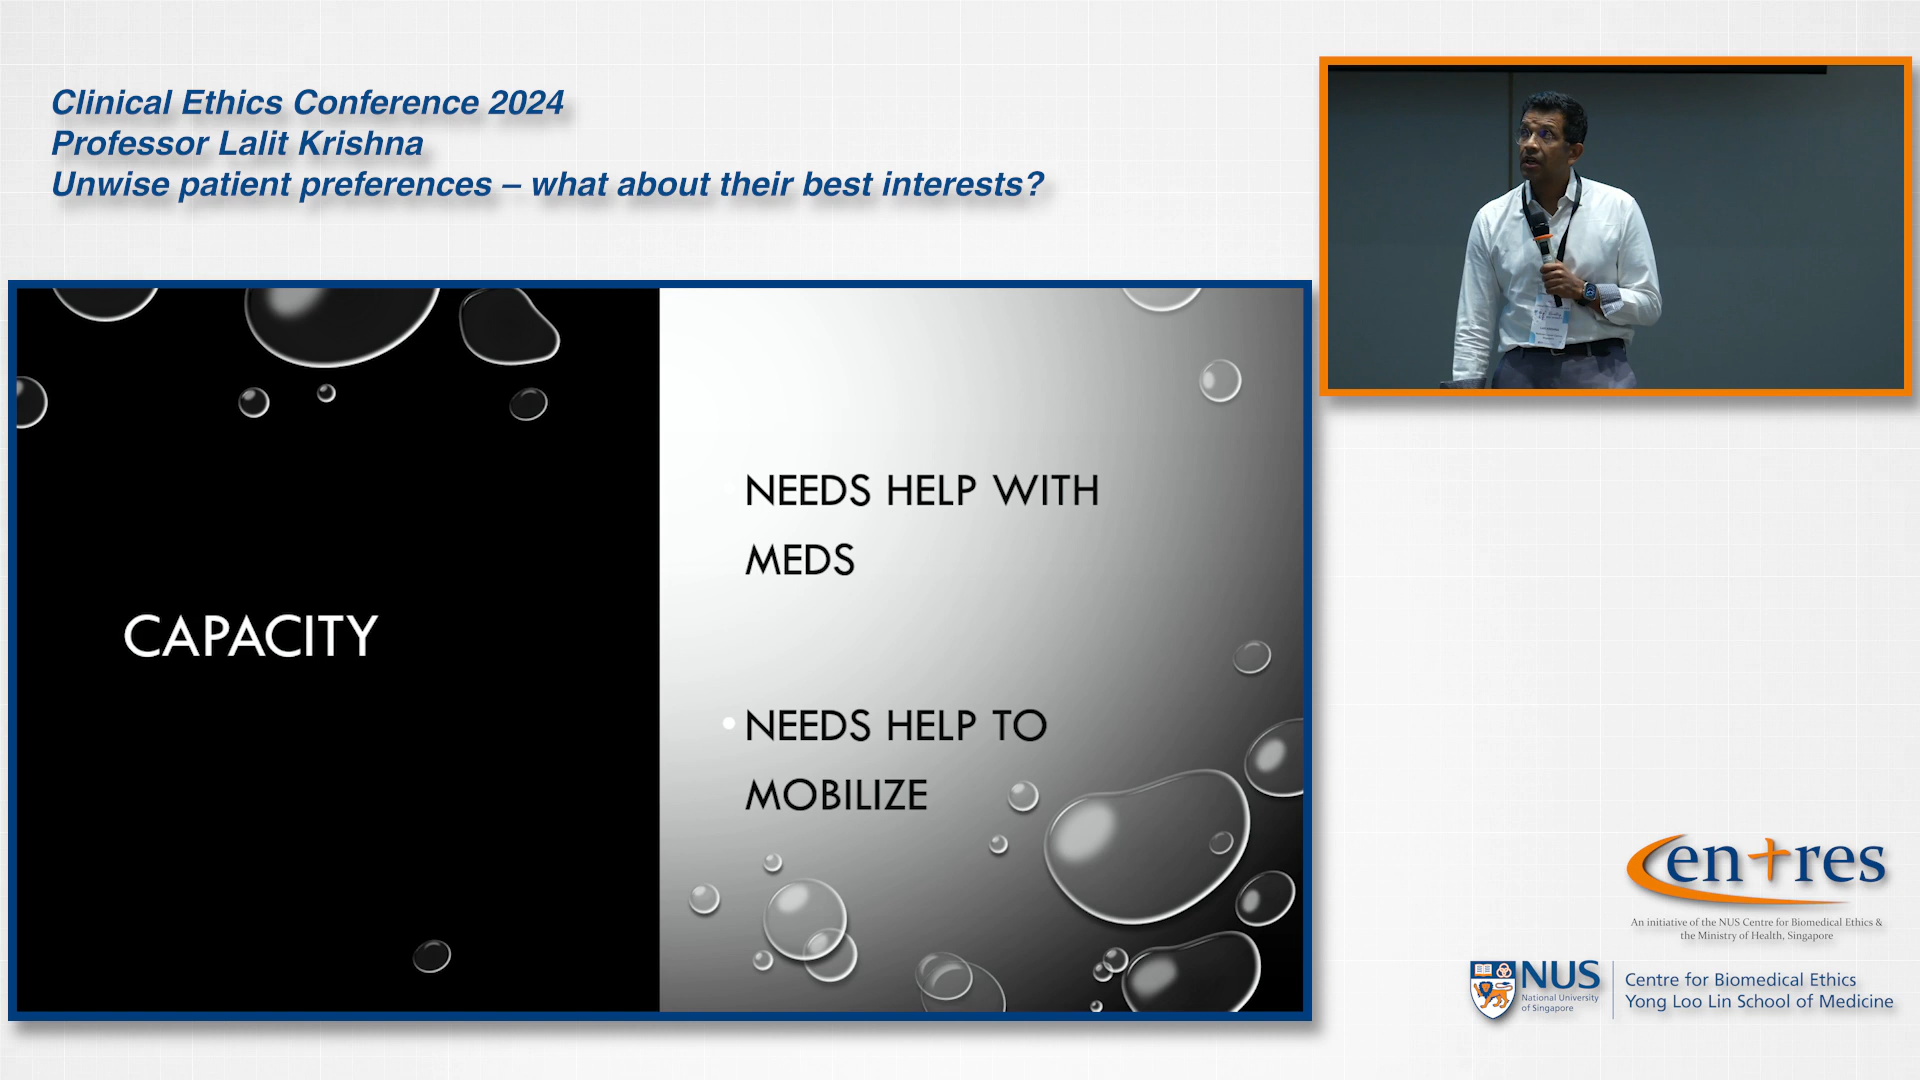 Clinical Ethics Conference 2024
Professor Lalit Krishna
Unwise patient preferences – what about their best interests?
CAPACITY
NEEDS HELP WITH
MEDS
NEEDS HELP TO
MOBILIZE
Centres
An initiative of the NUS Centre for Biomedical Ethics &
the Ministry of Health, Singapore
NUS
National University
of Singapore
Centre for Biomedical Ethics
Yong Loo Lin School of Medicine